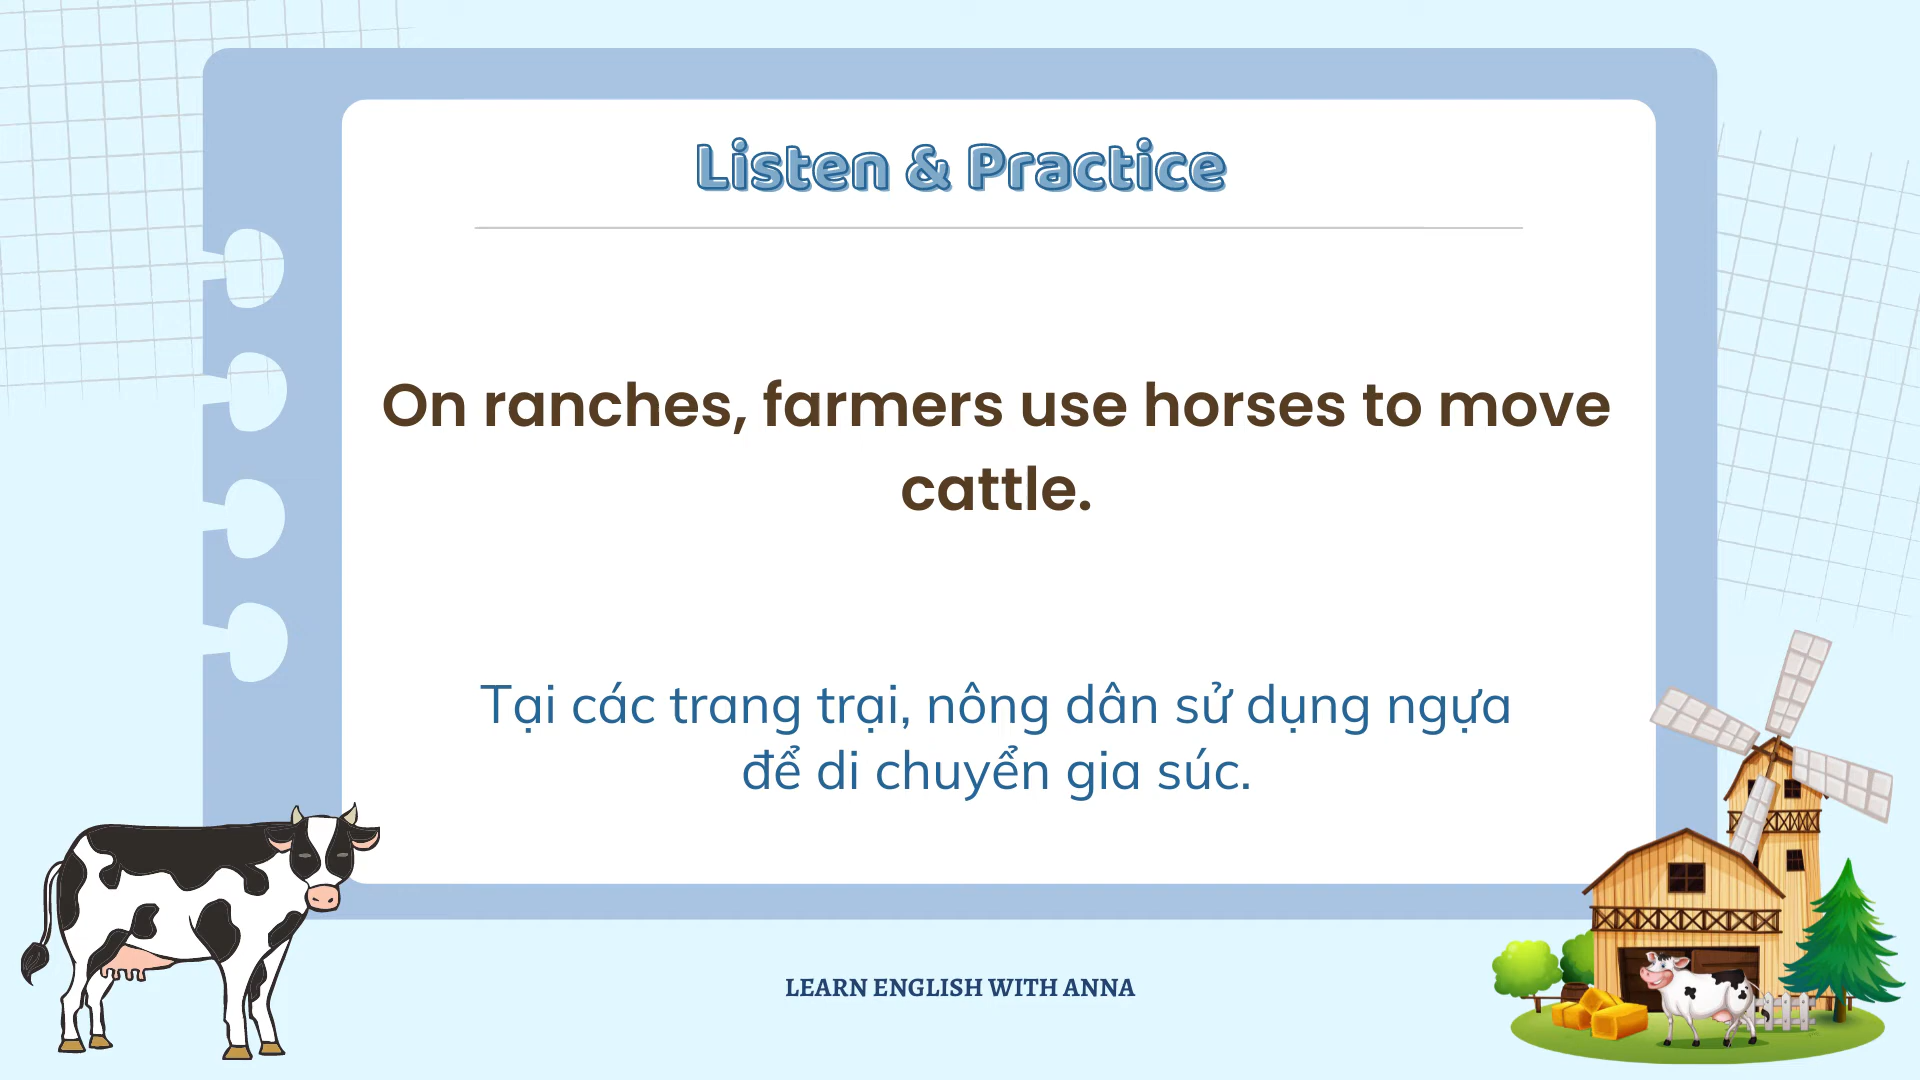 Listen & Practice
On ranches, farmers use horses to move
cattle.
Tại các trang trại, nông dân sử dụng ngựa
để di chuyển gia súc.
LEARN ENGLISH WITH ANNA